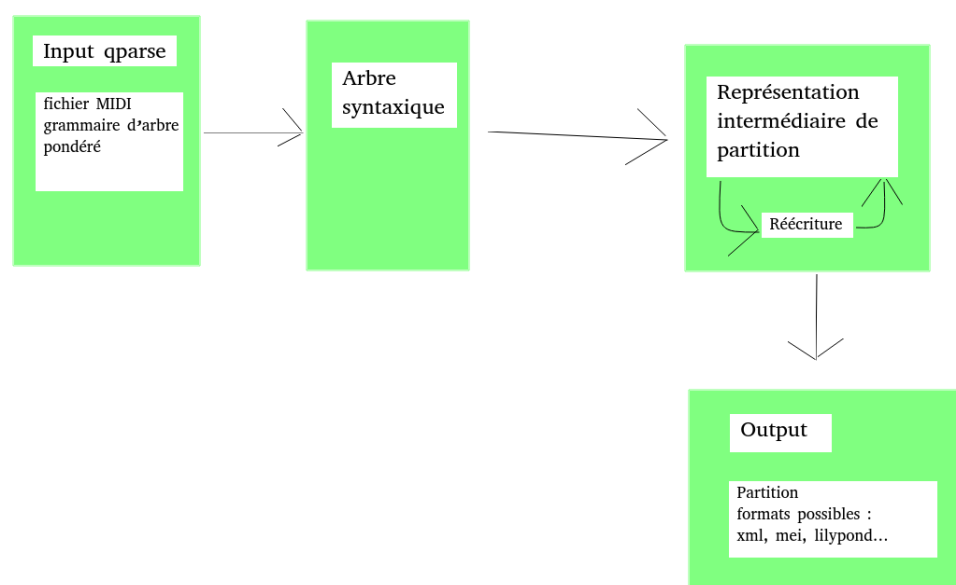 Input qparse
fichier MIDI
grammaire d’arbre
pondéré
Arbre
syntaxique
Représentation
intermédiaire de
partition
Réécriture
Output
Partition
formats possibles :
xml, mei, lilypond...